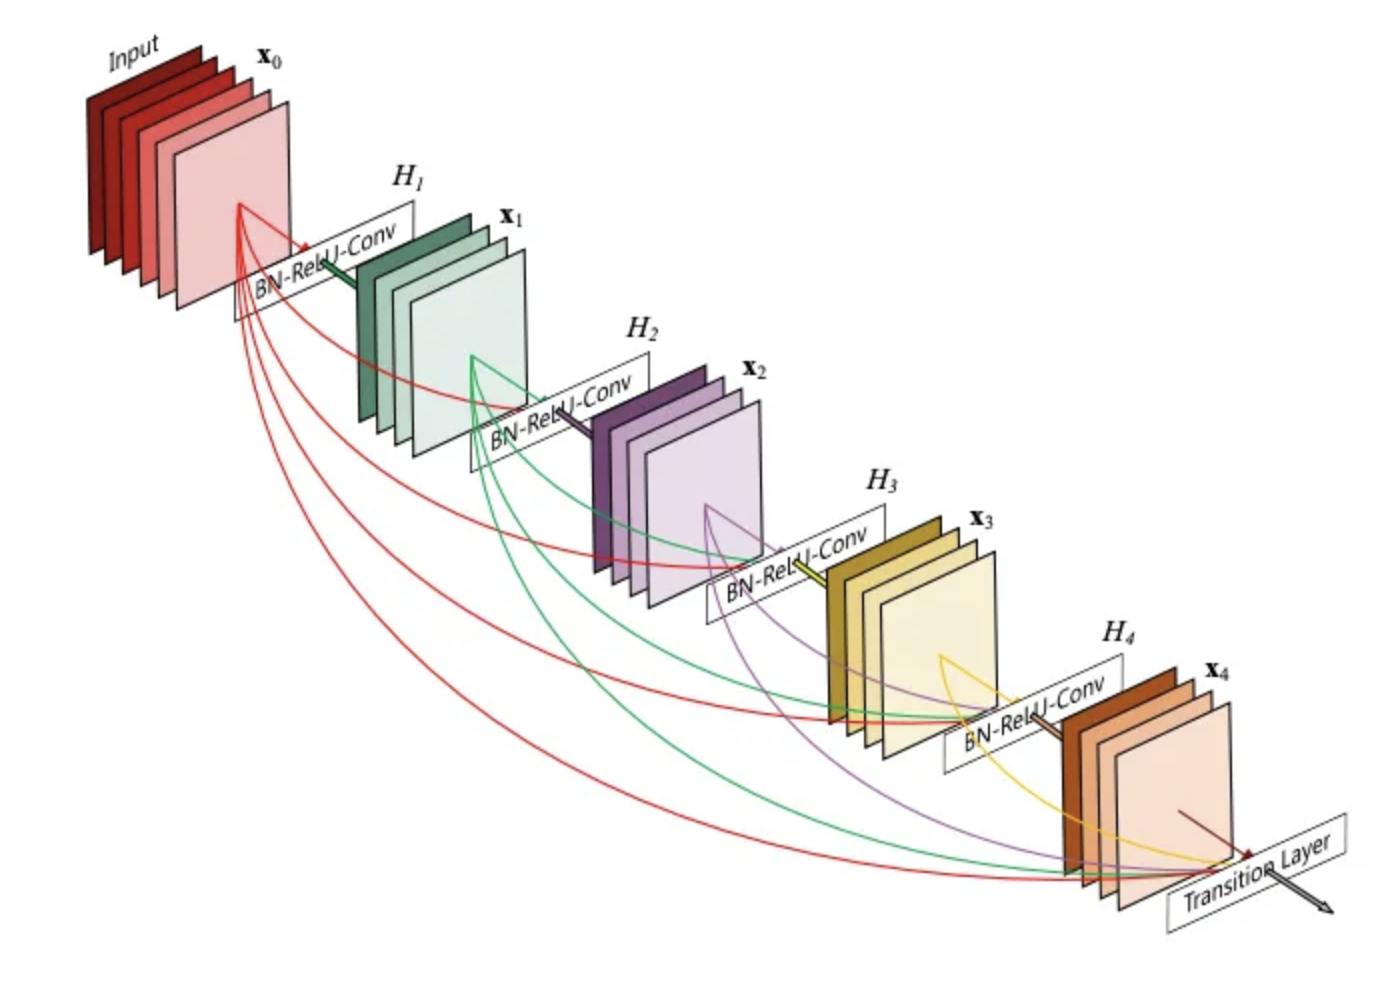 Input
x₀
H₁
BN-ReLU-Conv
x₁
H₂
BN-ReLU-Conv
x₂
H₃
BN-ReLU-Conv
x₃
H₄
BN-ReLU-Conv
x₄
Transition Layer